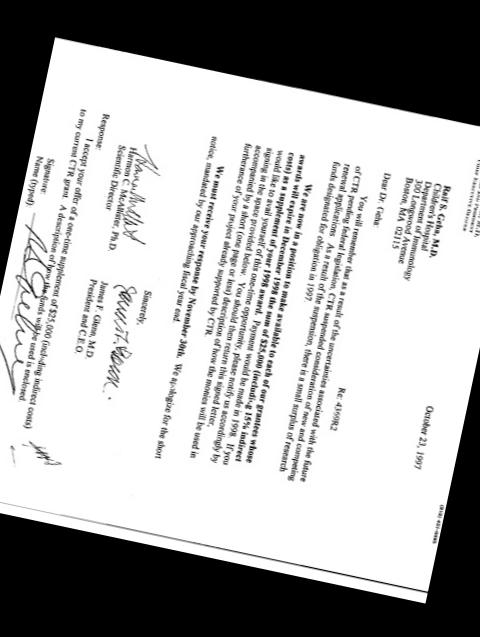 October 23, 1997
Raif S. Geha, M.D.
Children's Hospital
Department of Immunology
300 Longwood Avenue
Boston, MA 02115
Re: 4359R2
Dear Dr. Geha:
You will remember that as a result of the uncertainties associated with the future
of CTR pending federal legislation, CTR suspended consideration of new and competing
renewal applications. As a result of the suspension, there is a small surplus of research
funds designated for obligation in 1997.
We are now in a position to make available to each of our grantees whose
awards will expire in December 1998 the sum of $25,000 (including 15% indirect
costs) as a supplement of your 1998 award. Payment would be made in 1998. If you
would like to avail yourself of this one-time opportunity, please notify us accordingly by
signing in the space provided below. You should then return this signed letter,
accompanied by a short (one page or less) description of how the monies will be used in
furtherance of your project already supported by CTR.
We must receive your response by November 30th. We apologize for the short
notice, mandated by our approaching fiscal year end.
Sincerely,
Harmon C. McAllister, Ph.D.
Scientific Director
James F. Glenn, M.D.
President and C.E.O.
Response:
I accept your offer of a one-time supplement of $25,000 (including indirect costs)
to my current CTR grant. A description of how the funds will be used is enclosed.
Signature:
Name (typed):